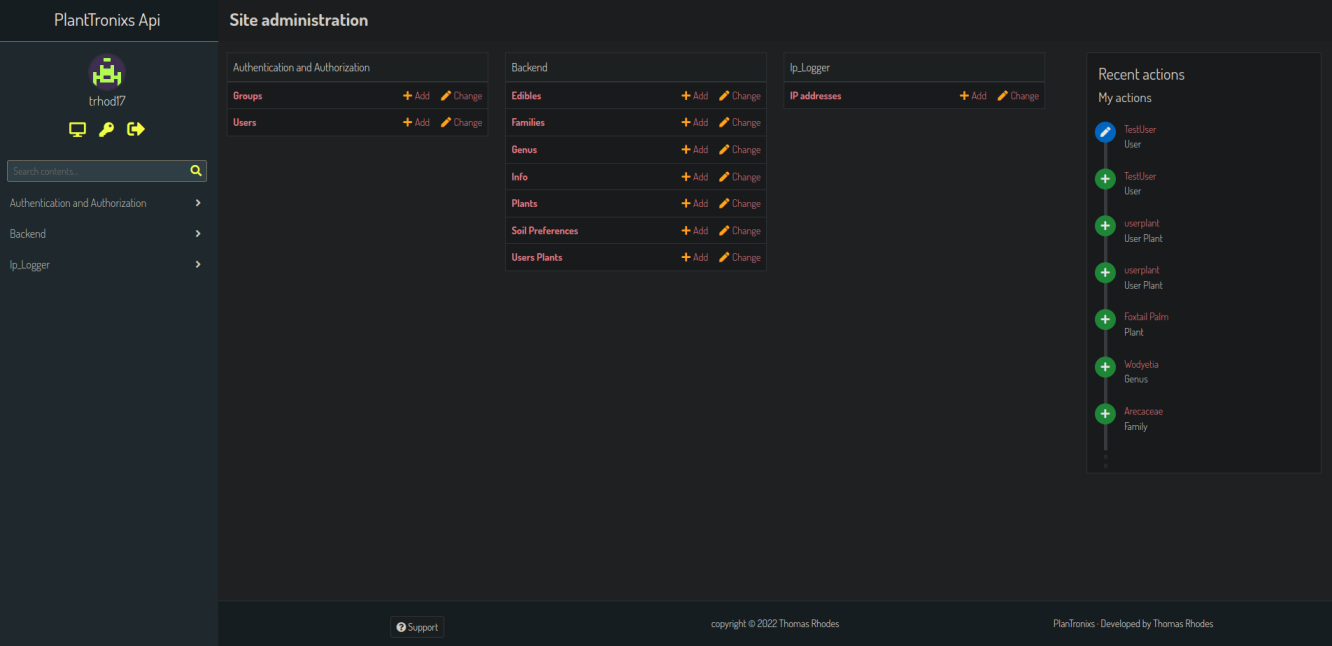 PlantTronixs Api
trhod17
Search contents..
Authentication and Authorization
Backend
Ip_Logger
Site administration
Authentication and Authorization
Groups Add Change
Users Add Change
Backend
Edibles Add Change
Families Add Change
Genus Add Change
Info Add Change
Plants Add Change
Soil Preferences Add Change
Users Plants Add Change
Ip_Logger
IP addresses Add Change
Recent actions
My actions
TestUser
User
TestUser
User
userplant
User Plant
userplant
User Plant
Foxtail Palm
Plant
Wodyetia
Genus
Arecaceae
Family
Support
copyright © 2022 Thomas Rhodes
PlanTronixs · Developed by Thomas Rhodes